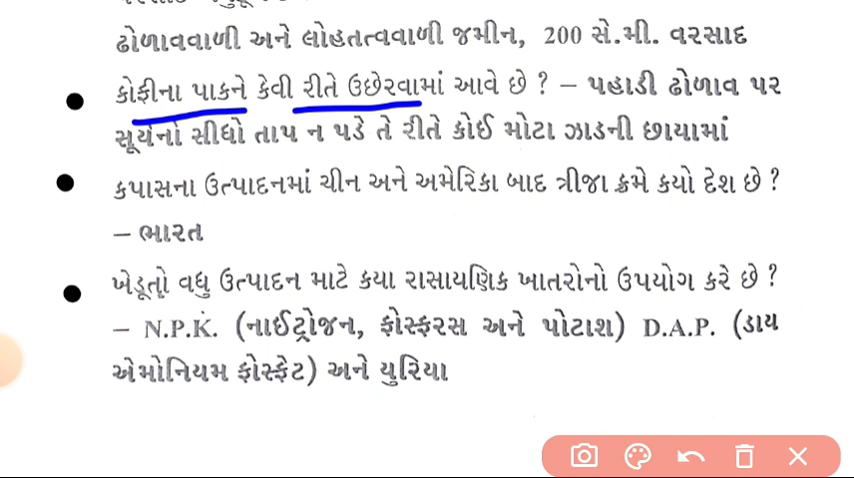 ઢોળાવવાળી અને લોહતત્વવાળી જમીન, 200 સે.મી. વરસાદ
કોફીના પાકને કેવી રીતે ઉછેરવામાં આવે છે ? – પહાડી ઢોળાવ પર
સૂર્યનો સીધો તાપ ન પડે તે રીતે કોઈ મોટા ઝાડની છાયામાં
કપાસના ઉત્પાદનમાં ચીન અને અમેરિકા બાદ ત્રીજા ક્રમે કયો દેશ છે ?
– ભારત
ખેડૂતો વધુ ઉત્પાદન માટે કયા રાસાયણિક ખાતરોનો ઉપયોગ કરે છે ?
– N.P.K. (નાઈટ્રોજન, ફોસ્ફરસ અને પોટાશ) D.A.P. (ડાય
એમોનિયમ ફોસ્ફેટ) અને યુરિયા